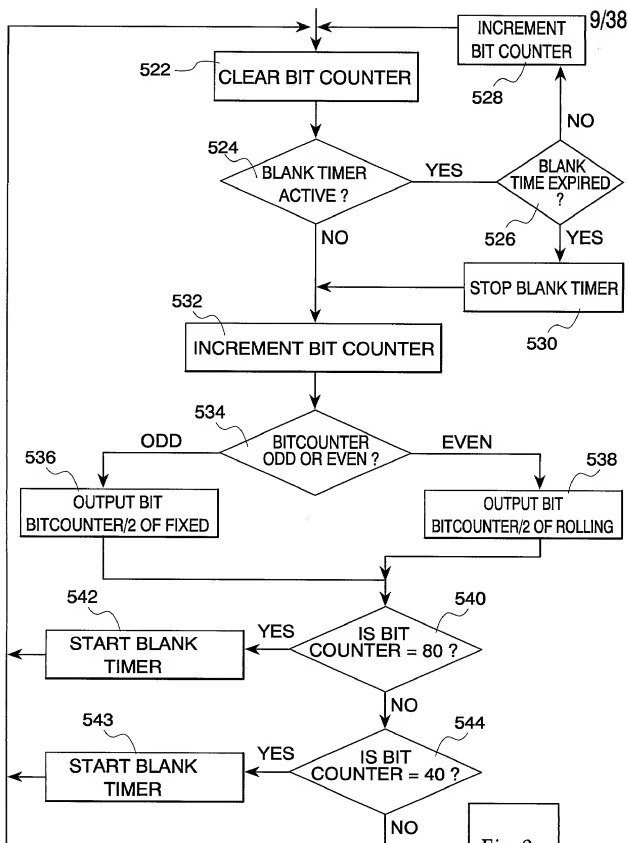 9/38
INCREMENT
BIT COUNTER
528
522
CLEAR BIT COUNTER
NO
524
BLANK TIMER
ACTIVE ?
YES
BLANK
TIME EXPIRED
?
526
YES
NO
STOP BLANK TIMER
530
532
INCREMENT BIT COUNTER
534
BITCOUNTER
ODD OR EVEN ?
ODD
EVEN
536
OUTPUT BIT
BITCOUNTER/2 OF FIXED
538
OUTPUT BIT
BITCOUNTER/2 OF ROLLING
540
IS BIT
COUNTER = 80 ?
YES
542
START BLANK
TIMER
NO
544
IS BIT
COUNTER = 40 ?
YES
543
START BLANK
TIMER
NO